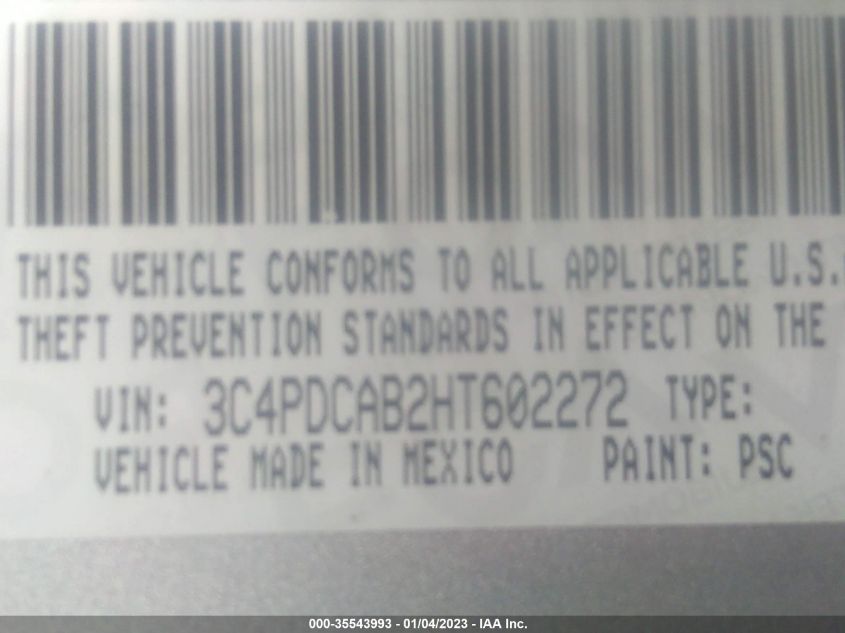 THIS VEHICLE CONFORMS TO ALL APPLICABLE U.S.
THEFT PREVENTION STANDARDS IN EFFECT ON THE
VIN: 3C4PDCAB2HT602272 TYPE:
VEHICLE MADE IN MEXICO PAINT: PSC
000-35543993 - 01/04/2023 - IAA Inc.